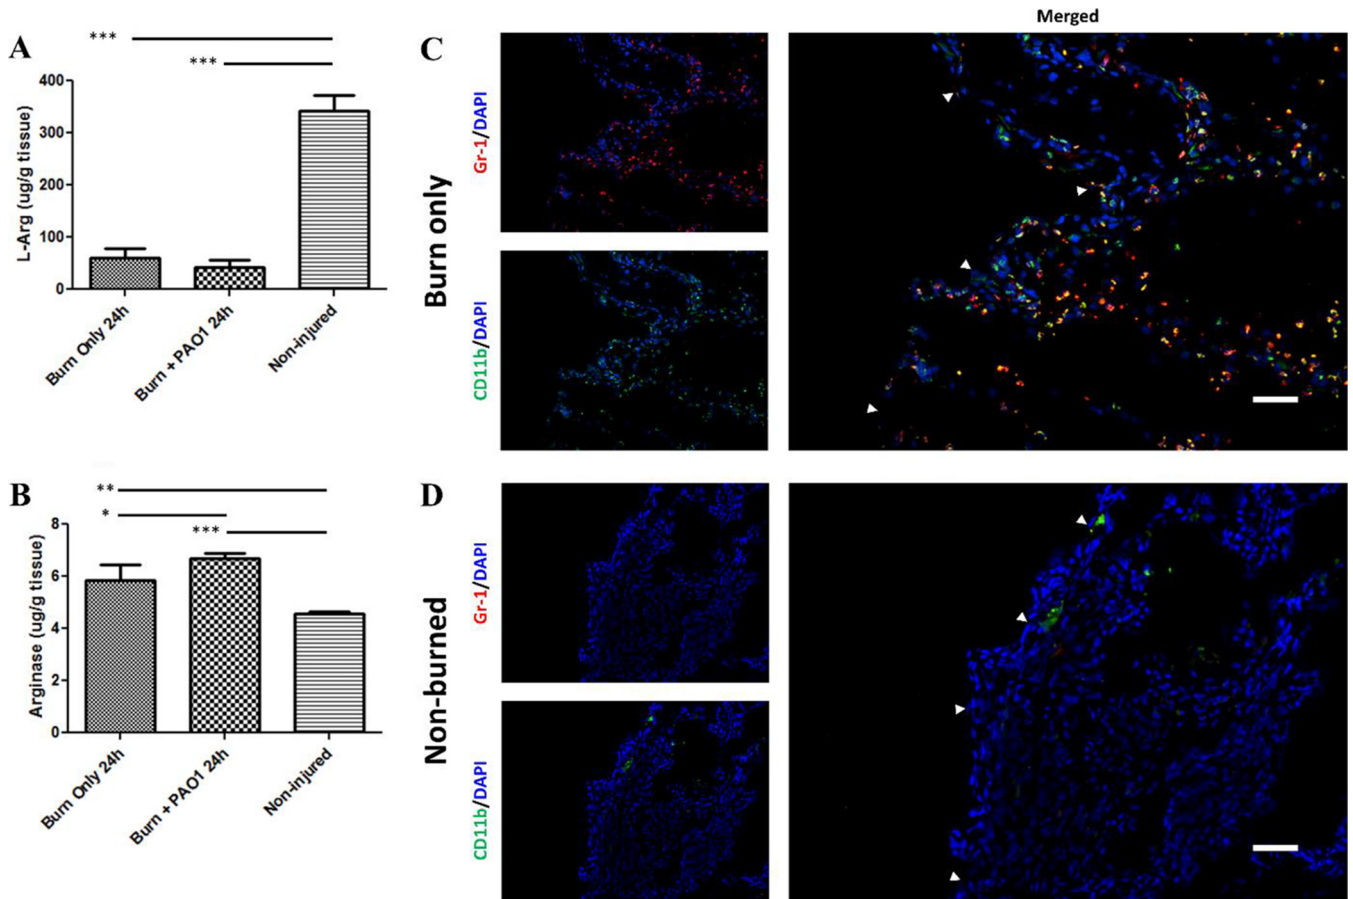 A
***
***
L-Arg (ug/g tissue)
400
300
200
100
0
Burn Only 24h
Burn + PAO1 24h
Non-injured
B
**
*
***
Arginase (ug/g tissue)
8
6
4
2
0
Burn Only 24h
Burn + PAO1 24h
Non-injured
C
Merged
Burn only
Gr-1/DAPI
CD11b/DAPI
D
Non-burned
Gr-1/DAPI
CD11b/DAPI